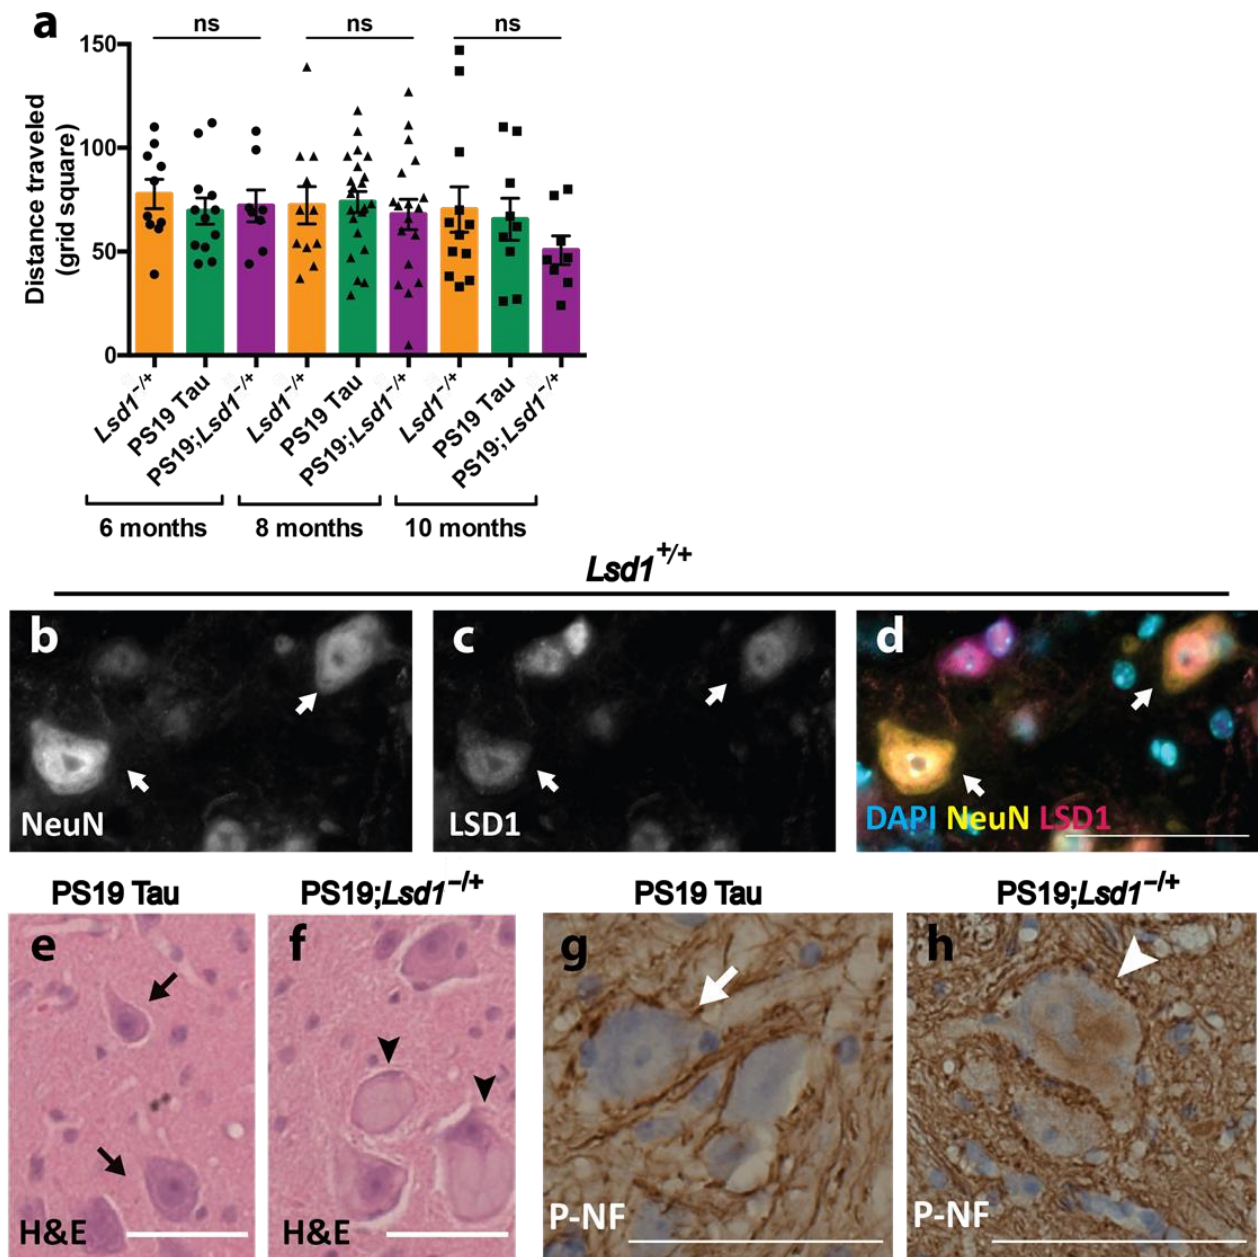 a
ns ns ns
Distance traveled
(grid square)
150
100
50
0
Lsd1−/+ PS19 Tau PS19;Lsd1−/+ Lsd1−/+ PS19 Tau PS19;Lsd1−/+ Lsd1−/+ PS19 Tau PS19;Lsd1−/+
6 months 8 months 10 months
Lsd1+/+
b c d
NeuN LSD1 DAPI NeuN LSD1
PS19 Tau PS19;Lsd1−/+ PS19 Tau PS19;Lsd1−/+
e f g h
H&E H&E P-NF P-NF